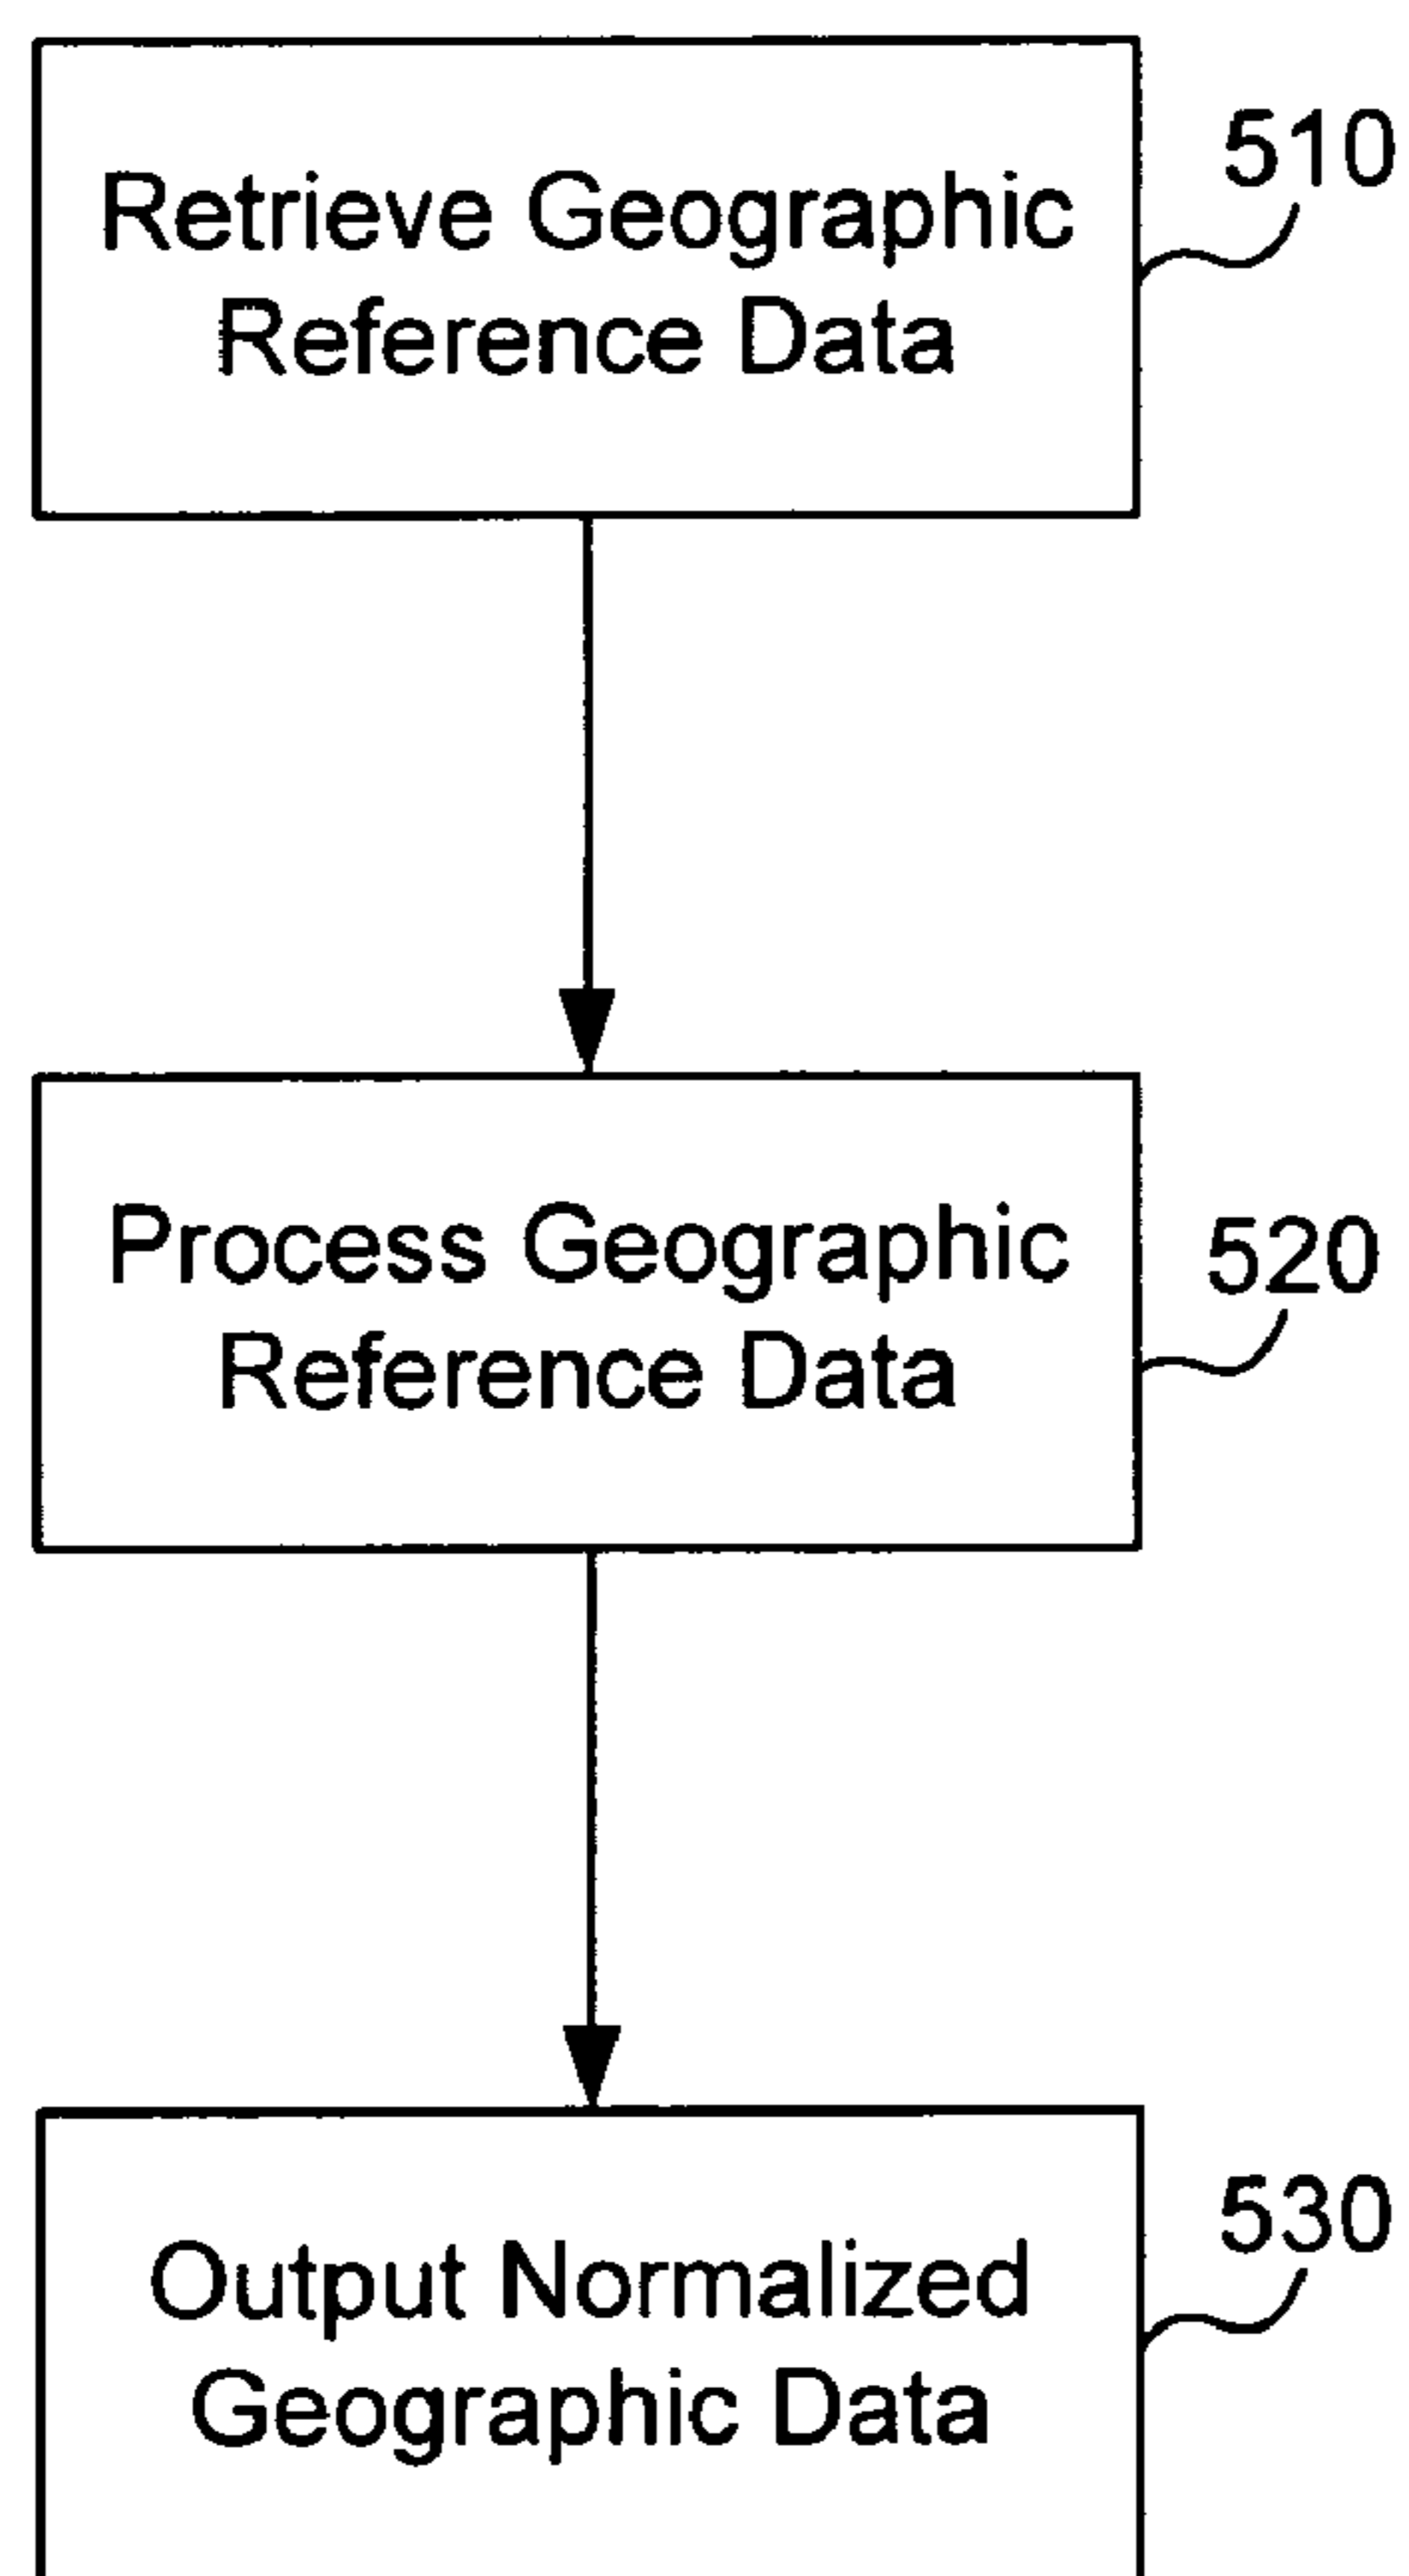 Retrieve Geographic
Reference Data
510
Process Geographic
Reference Data
520
Output Normalized
Geographic Data
530